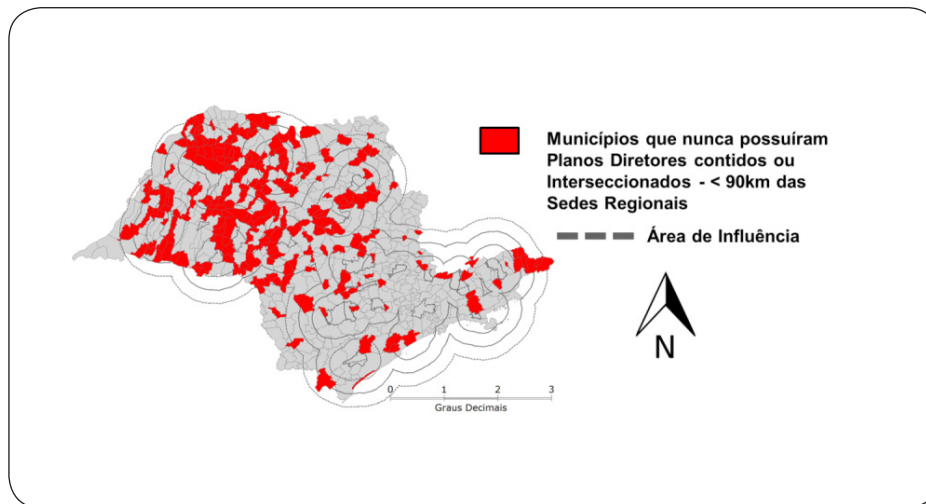 Municípios que nunca possuíram
Planos Diretores contidos ou
Interseccionados - < 90km das
Sedes Regionais
Área de Influência
N
0 1 2 3
Graus Decimais